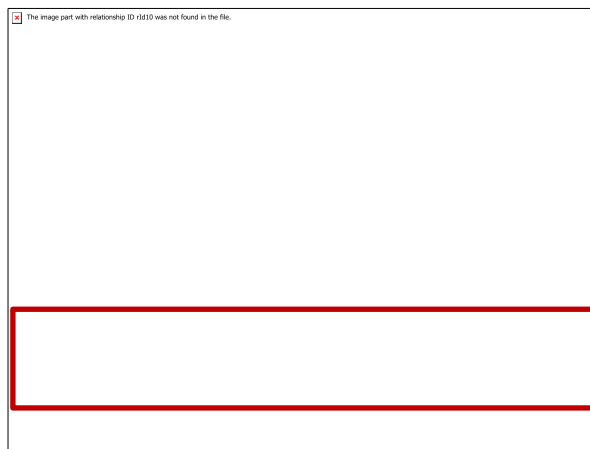 The image part with relationship ID rId10 was not found in the file.